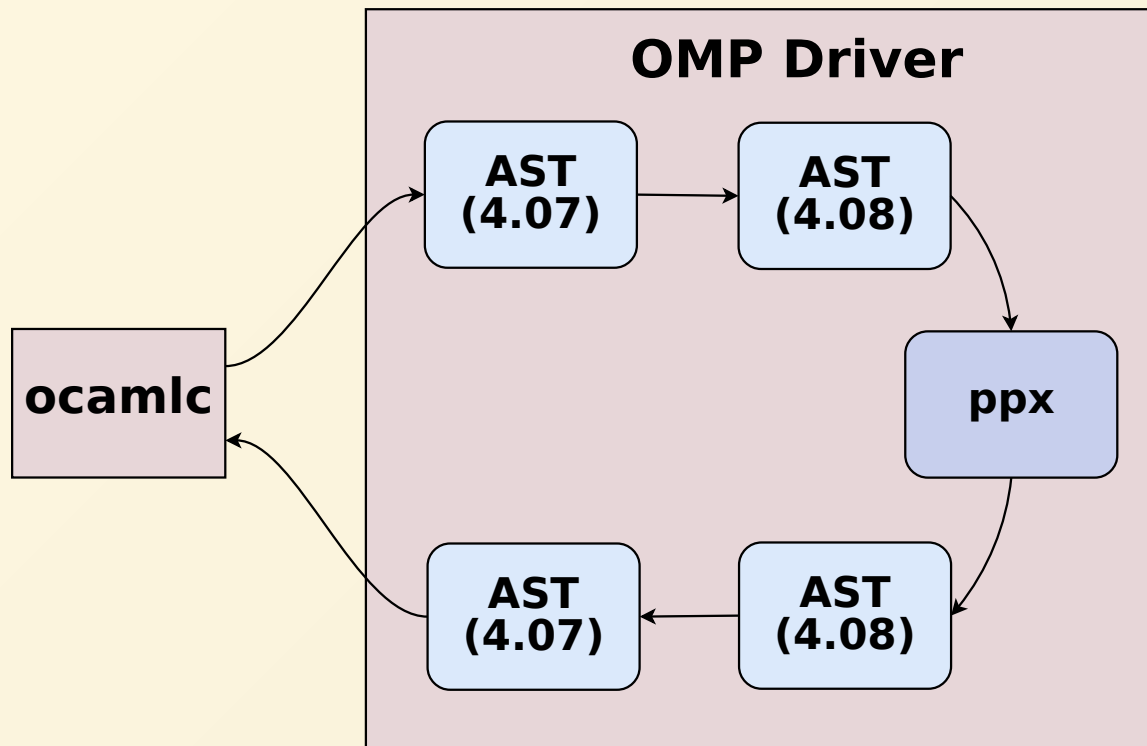 OMP Driver
AST
(4.07)
AST
(4.08)
ocamlc
ppx
AST
(4.07)
AST
(4.08)